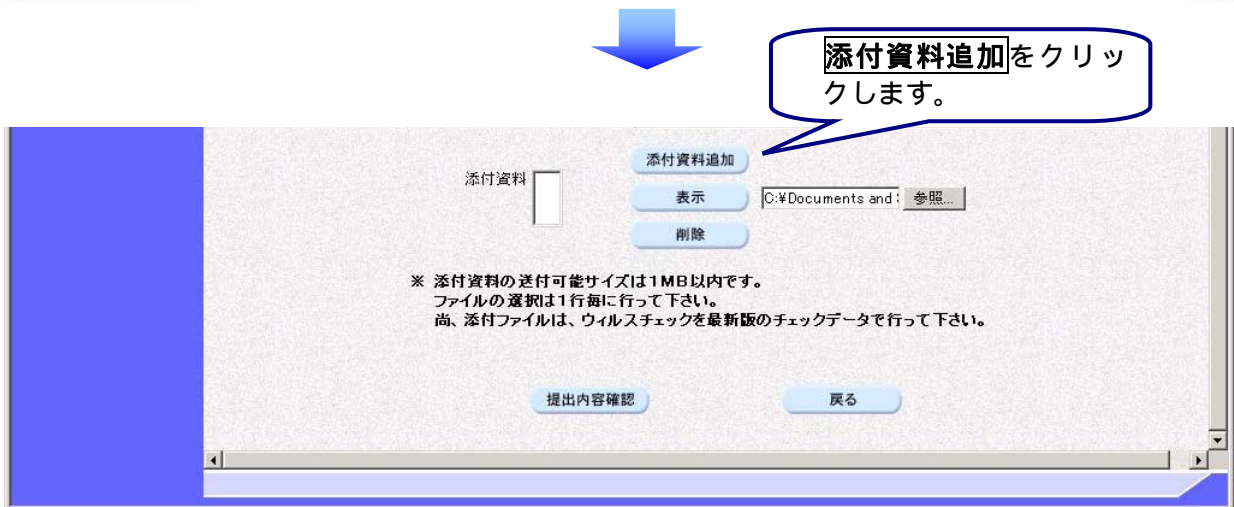 添付資料追加をクリッ
クします。
添付資料追加
添付資料
表示
C:¥Documents and
参照...
削除
※ 添付資料の送付可能サイズは1MB以内です。
ファイルの選択は1行毎に行って下さい。
尚、添付ファイルは、ウィルスチェックを最新版のチェックデータで行って下さい。
提出内容確認
戻る